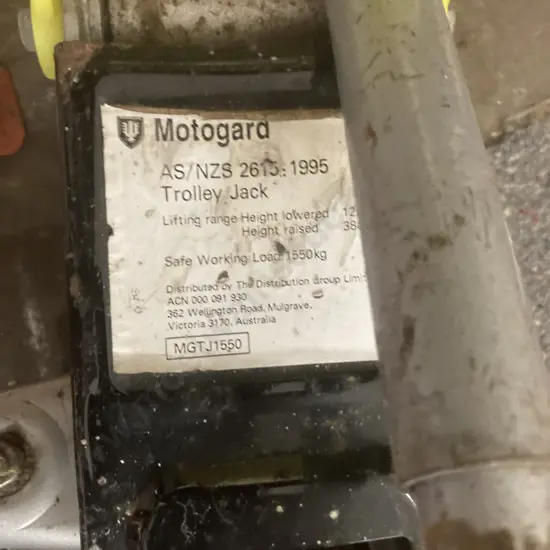 Motogard
AS/NZS 2615:1995
Trolley Jack
Lifting range Height lowered
Height raised
Safe Working Load 1550kg
Distributed by The Distribution Group
ACN 000 091 930
362 Wellington Road, Mulgrave,
Victoria 3170, Australia
MGTJ1550